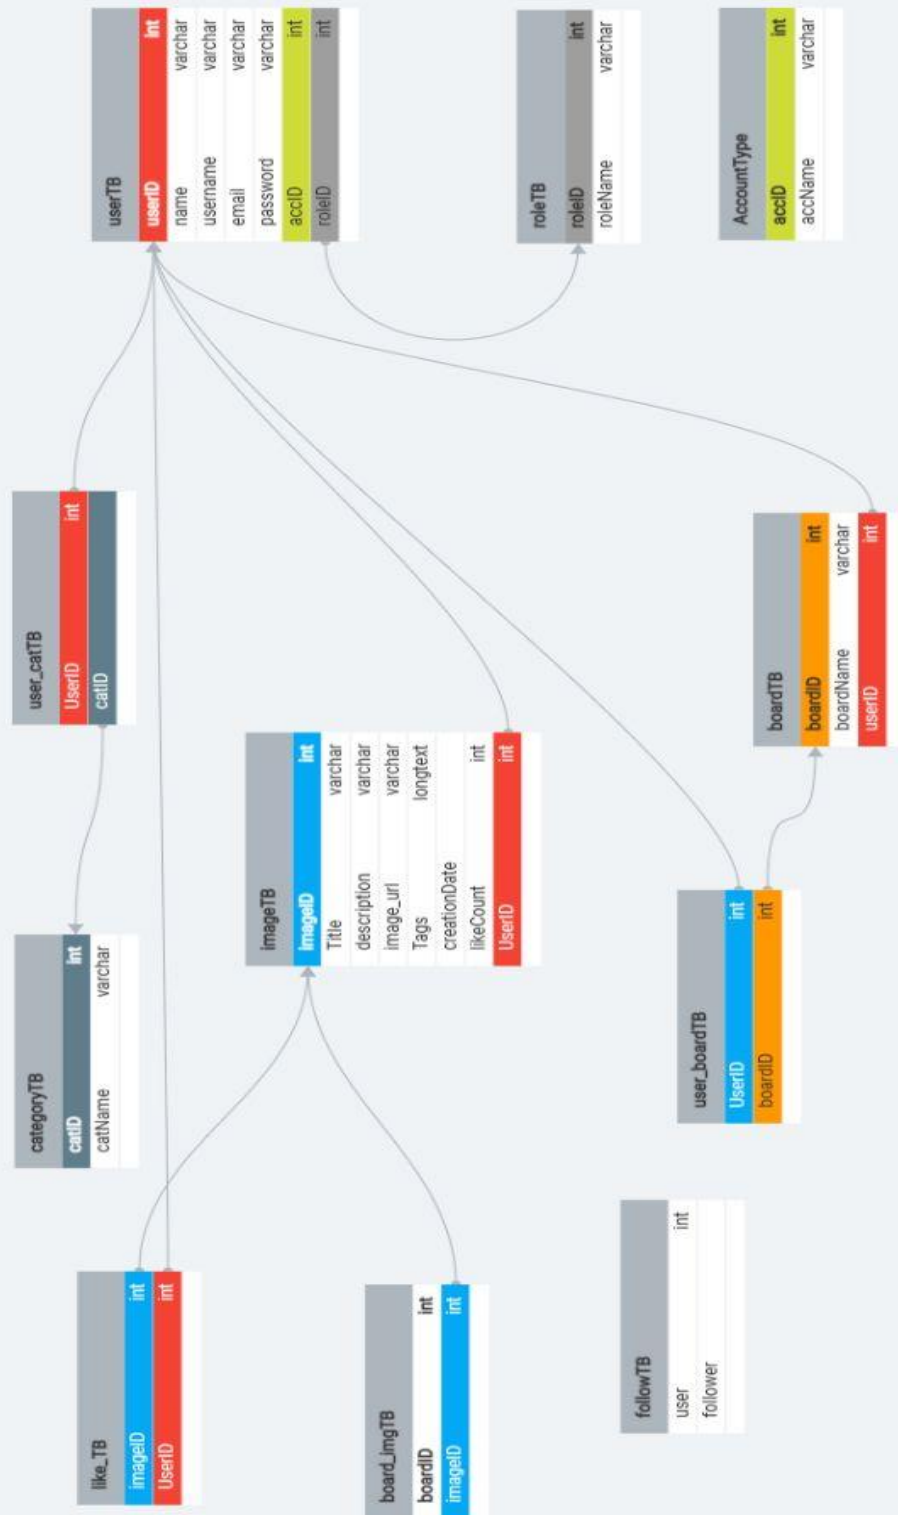 like_TB
imageID int
UserID int
board_imgTB
boardID int
imageID int
categoryTB
catID int
catName varchar
followTB
user int
follower
imageTB
imageID int
Title varchar
description varchar
image_url varchar
Tags longtext
creationDate
likeCount int
UserID int
user_boardTB
UserID int
boardID int
user_catTB
UserID int
catID
boardTB
boardID int
boardName varchar
userID int
userTB
userID int
name varchar
username varchar
email varchar
password varchar
accID int
roleID int
roleTB
roleID int
roleName varchar
AccountType
accID int
accName varchar